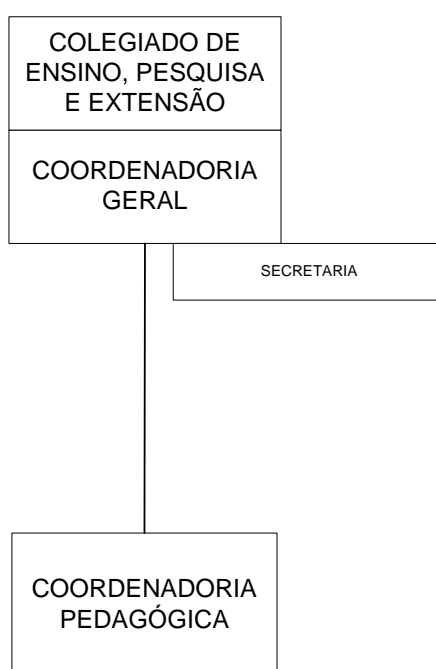 COLEGIADO DE
ENSINO, PESQUISA
E EXTENSÃO
COORDENADORIA
GERAL
SECRETARIA
COORDENADORIA
PEDAGÓGICA